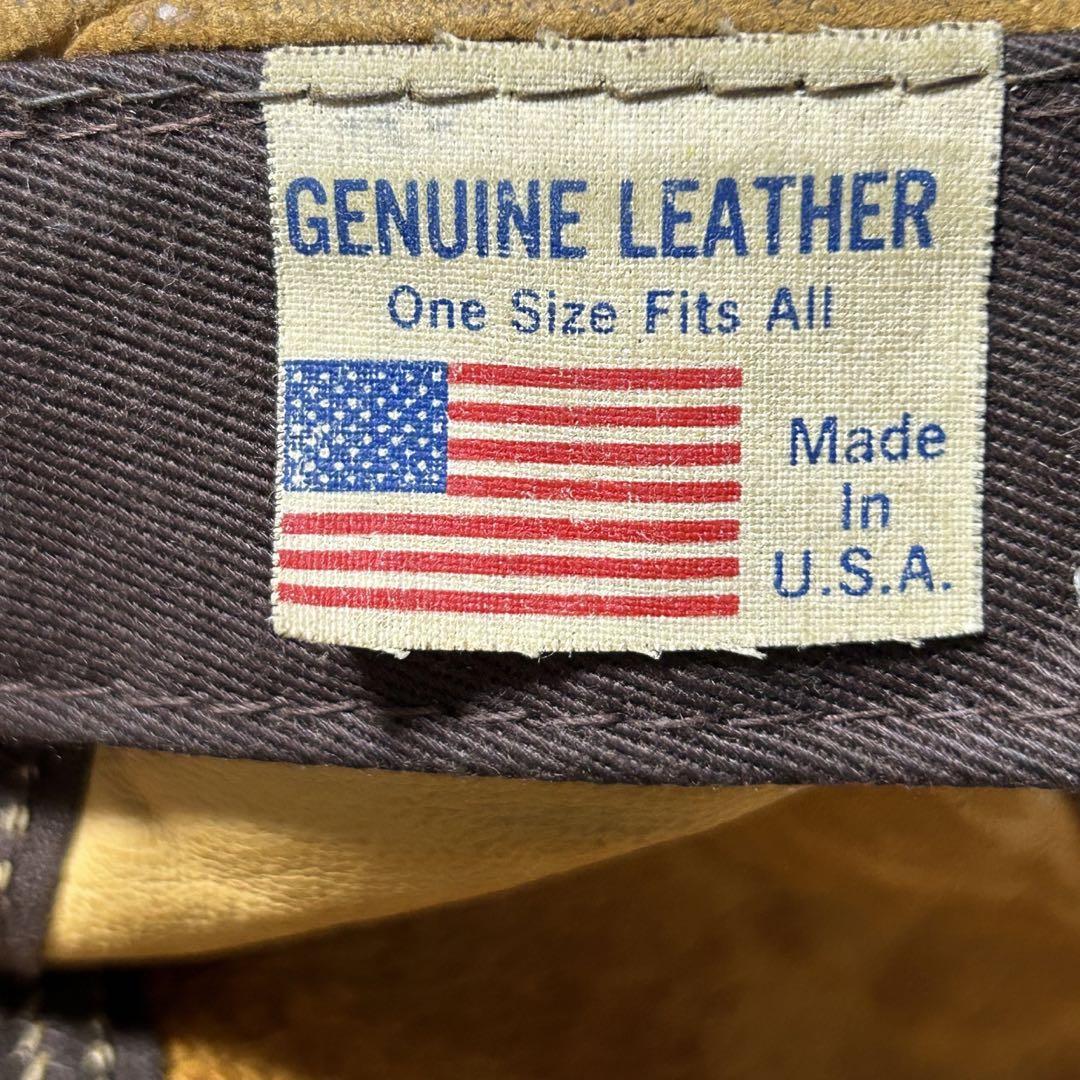 GENUINE LEATHER
One Size Fits All
Made
In
U.S.A.